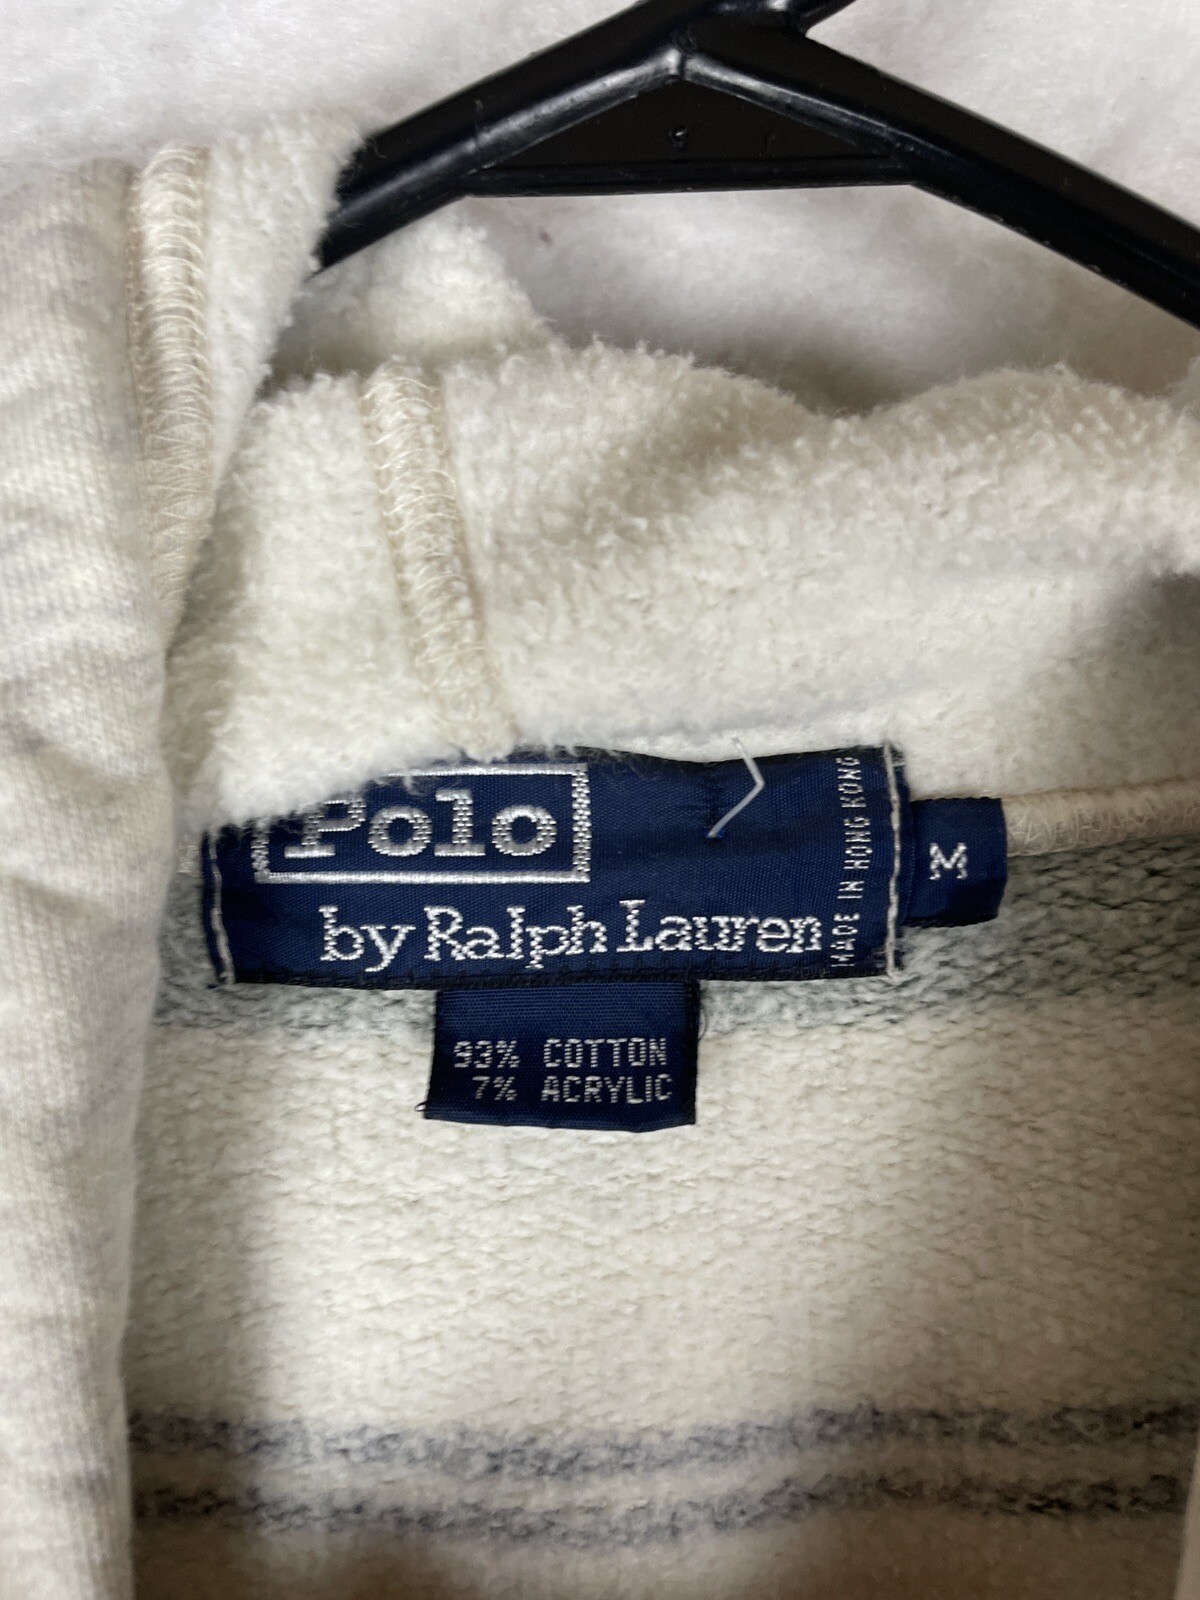 Polo
by Ralph Lauren
MADE IN HONG KONG
M
93% COTTON
7% ACRYLIC